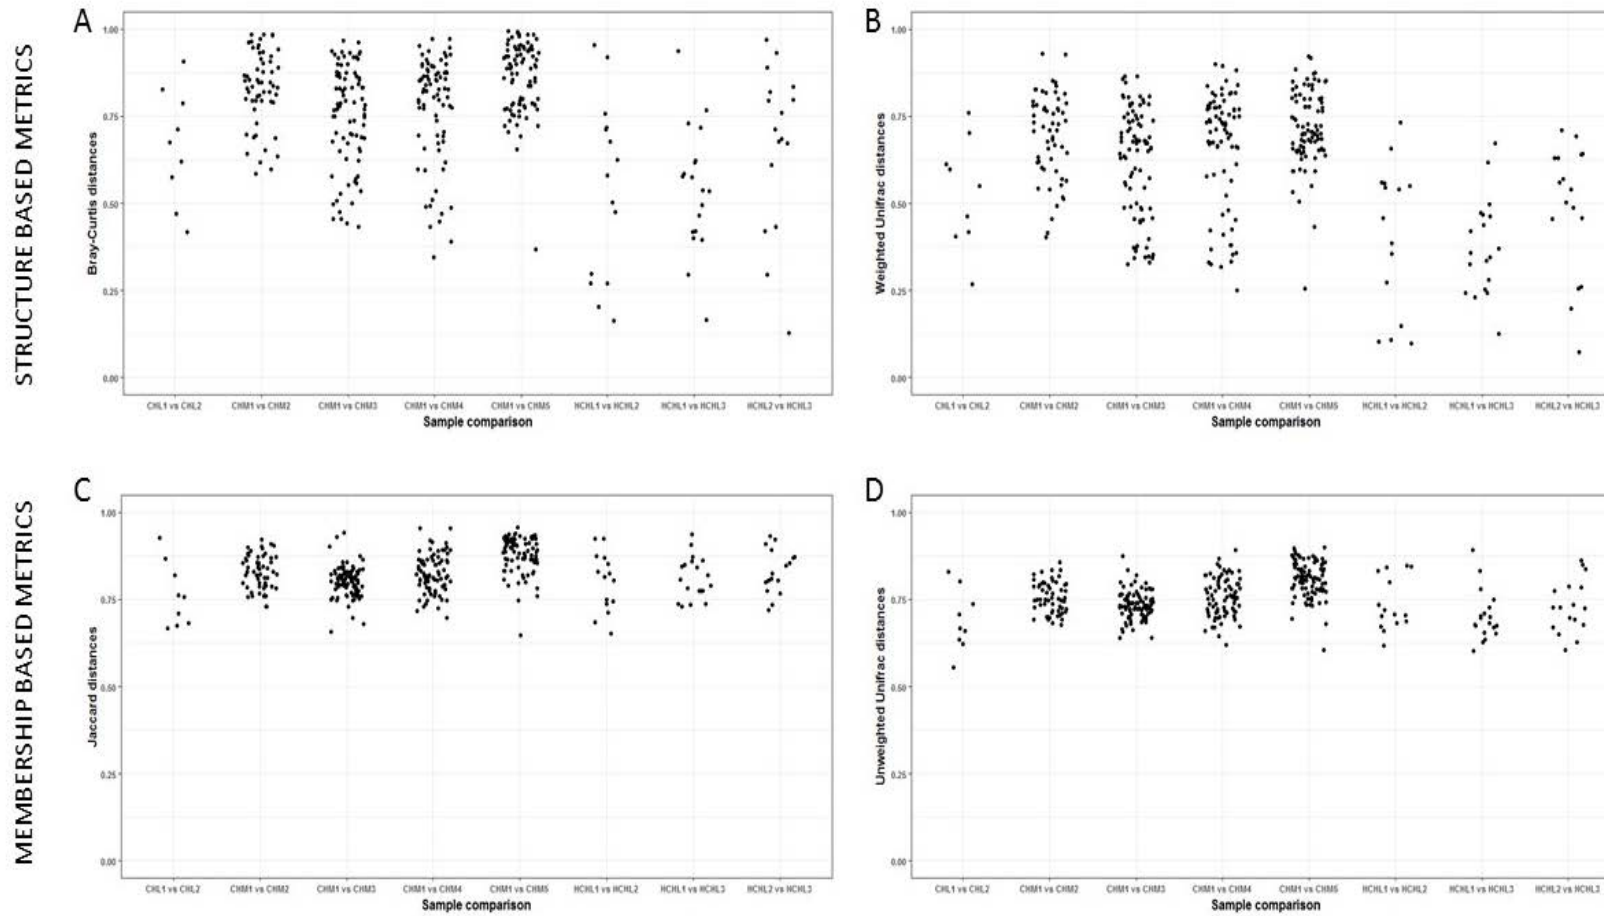 STRUCTURE BASED METRICS
A
Bray-Curtis distances
1.00
0.75
0.50
0.25
0.00
CHL1 vs CHL2 CHM1 vs CHM2 CHM1 vs CHM3 CHM1 vs CHM4 CHM1 vs CHM5 HCHL1 vs HCHL2 HCHL1 vs HCHL3 HCHL2 vs HCHL3
Sample comparison
B
Weighted Unifrac distances
1.00
0.75
0.50
0.25
0.00
CHL1 vs CHL2 CHM1 vs CHM2 CHM1 vs CHM3 CHM1 vs CHM4 CHM1 vs CHM5 HCHL1 vs HCHL2 HCHL1 vs HCHL3 HCHL2 vs HCHL3
Sample comparison
MEMBERSHIP BASED METRICS
C
Jaccard distances
1.00
0.75
0.50
0.25
0.00
CHL1 vs CHL2 CHM1 vs CHM2 CHM1 vs CHM3 CHM1 vs CHM4 CHM1 vs CHM5 HCHL1 vs HCHL2 HCHL1 vs HCHL3 HCHL2 vs HCHL3
Sample comparison
D
Unweighted Unifrac distances
1.00
0.75
0.50
0.25
0.00
CHL1 vs CHL2 CHM1 vs CHM2 CHM1 vs CHM3 CHM1 vs CHM4 CHM1 vs CHM5 HCHL1 vs HCHL2 HCHL1 vs HCHL3 HCHL2 vs HCHL3
Sample comparison